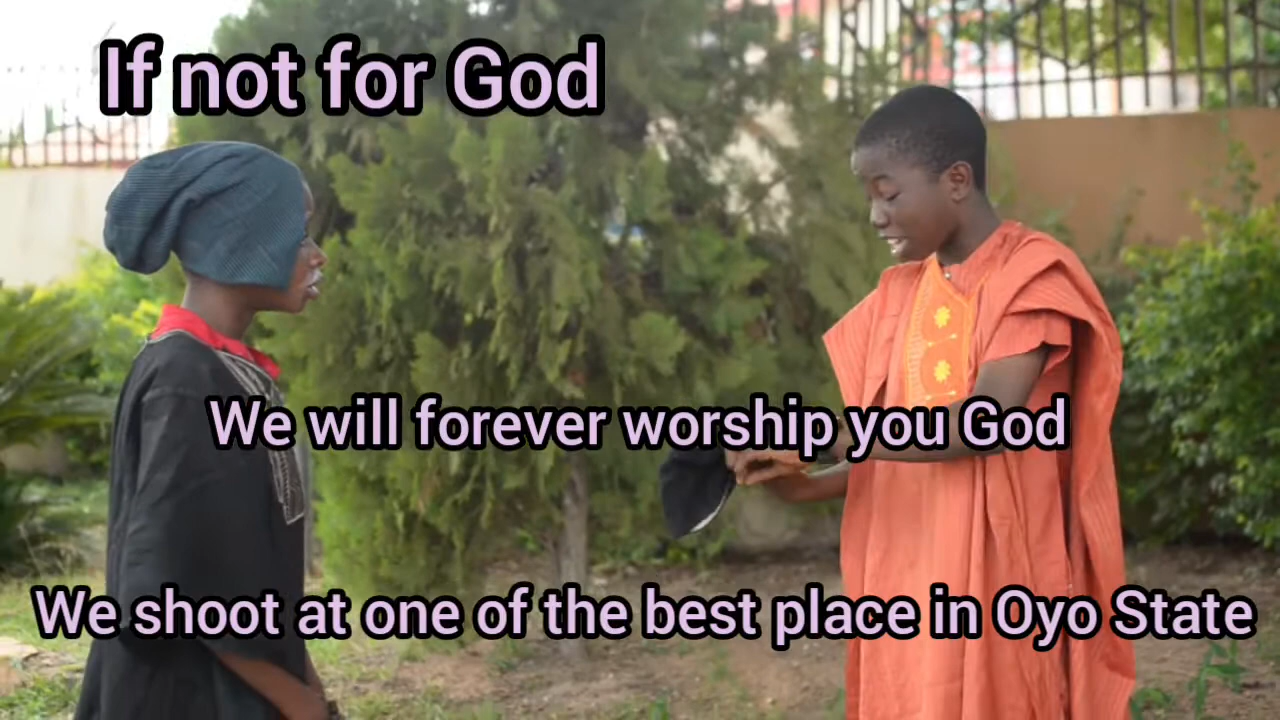 If not for God
We will forever worship you God
We shoot at one of the best place in Oyo State